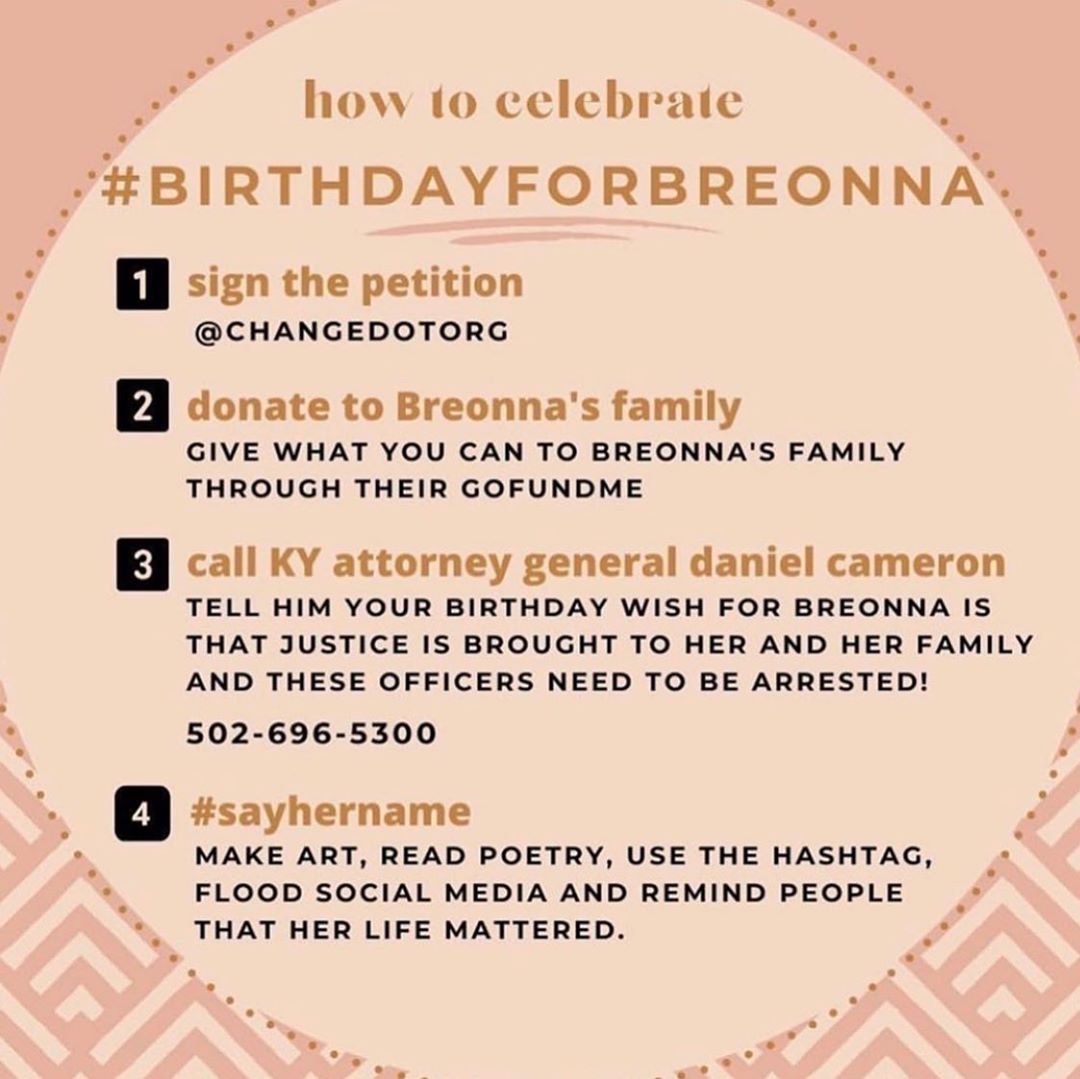 how to celebrate
#BIRTHDAYFORBREONNA
1 sign the petition
@CHANGEDOTORG
2 donate to Breonna's family
GIVE WHAT YOU CAN TO BREONNA'S FAMILY
THROUGH THEIR GOFUNDME
3 call KY attorney general daniel cameron
TELL HIM YOUR BIRTHDAY WISH FOR BREONNA IS
THAT JUSTICE IS BROUGHT TO HER AND HER FAMILY
AND THESE OFFICERS NEED TO BE ARRESTED!
502-696-5300
4 #sayhername
MAKE ART, READ POETRY, USE THE HASHTAG,
FLOOD SOCIAL MEDIA AND REMIND PEOPLE
THAT HER LIFE MATTERED.